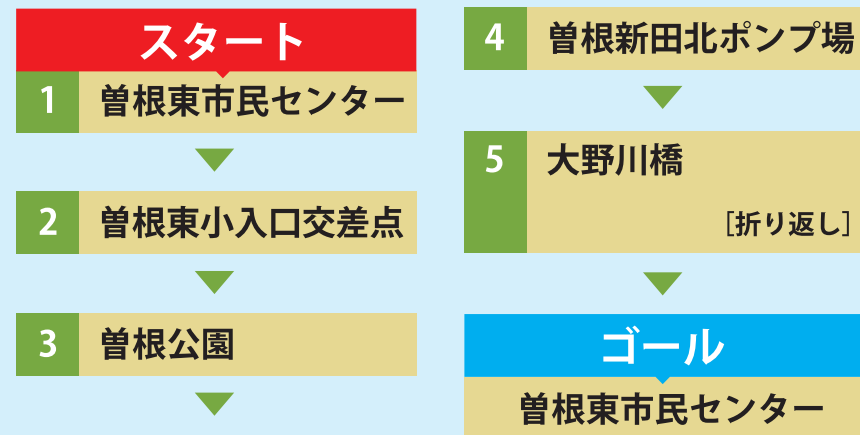 スタート
1 曽根東市民センター
2 曽根東小入口交差点
3 曽根公園
4 曽根新田北ポンプ場
5 大野川橋
[折り返し]
ゴール
曽根東市民センター